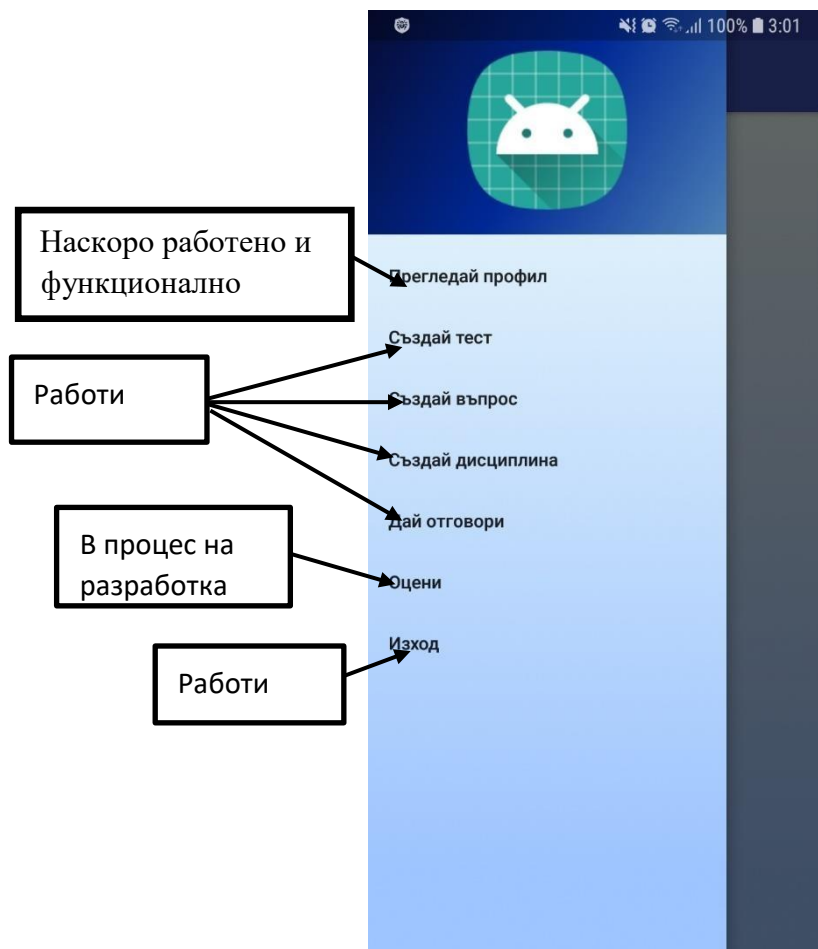 100% 3:01
Наскоро работено и
функционално
Прегледай профил
Създай тест
Работи
Създай въпрос
Създай дисциплина
Дай отговори
В процес на
разработка
Оцени
Изход
Работи